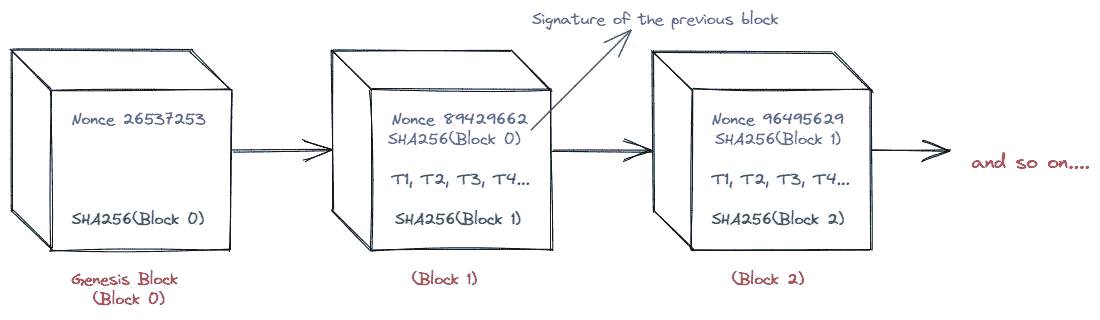 Signature of the previous block
Nonce 26537253
SHA256(Block 0)
Genesis Block
(Block 0)
Nonce 89429662
SHA256(Block 0)
T1, T2, T3, T4...
SHA256(Block 1)
(Block 1)
Nonce 96495629
SHA256(Block 1)
T1, T2, T3, T4...
SHA256(Block 2)
(Block 2)
and so on....